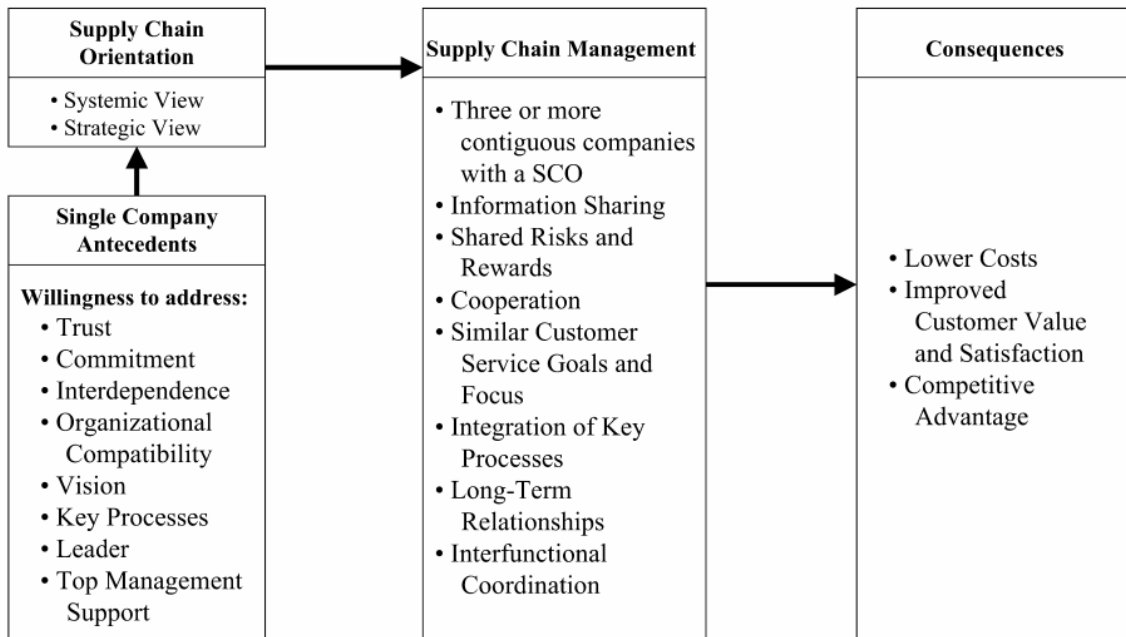 Supply Chain
Orientation
• Systemic View
• Strategic View
Single Company
Antecedents
Willingness to address:
• Trust
• Commitment
• Interdependence
• Organizational
Compatibility
• Vision
• Key Processes
• Leader
• Top Management
Support
Supply Chain Management
• Three or more
contiguous companies
with a SCO
• Information Sharing
• Shared Risks and
Rewards
• Cooperation
• Similar Customer
Service Goals and
Focus
• Integration of Key
Processes
• Long-Term
Relationships
• Interfunctional
Coordination
Consequences
• Lower Costs
• Improved
Customer Value
and Satisfaction
• Competitive
Advantage